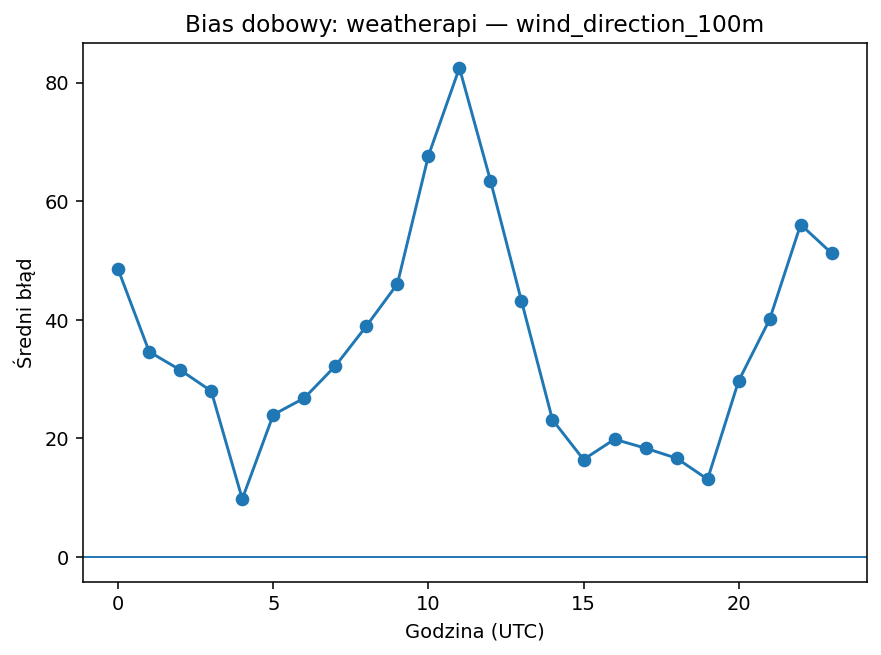 Bias dobowy: weatherapi — wind_direction_100m
80
60
40
20
0
Średni błąd
0 5 10 15 20
Godzina (UTC)